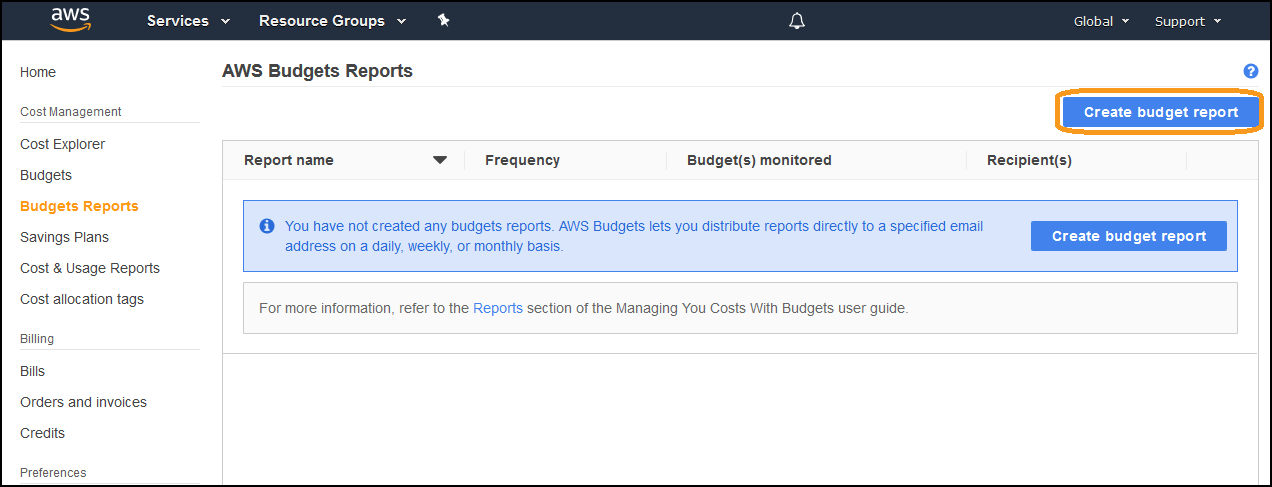 aws Services Resource Groups Global Support
Home
Cost Management
Cost Explorer
Budgets
Budgets Reports
Savings Plans
Cost & Usage Reports
Cost allocation tags
Billing
Bills
Orders and invoices
Credits
Preferences
AWS Budgets Reports
?
Create budget report
Report name Frequency Budget(s) monitored Recipient(s)
You have not created any budgets reports. AWS Budgets lets you distribute reports directly to a specified email
address on a daily, weekly, or monthly basis.
Create budget report
For more information, refer to the Reports section of the Managing You Costs With Budgets user guide.